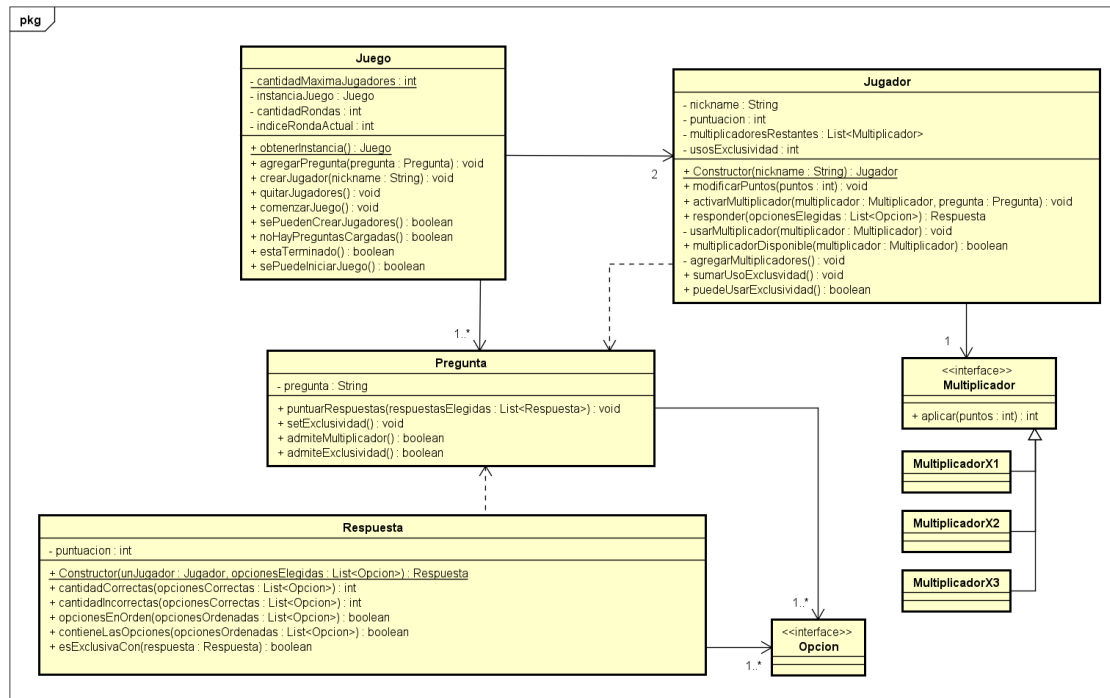 pkg
Juego
- cantidadMaximaJugadores : int
- instanciaJuego : Juego
- cantidadRondas : int
- indiceRondaActual : int
+ obtenerInstancia() : Juego
+ agregarPregunta(pregunta : Pregunta) : void
+ crearJugador(nickname : String) : void
+ quitarJugadores() : void
+ comenzarJuego() : void
+ sePuedenCrearJugadores() : boolean
+ noHayPreguntasCargadas() : boolean
+ estaTerminado() : boolean
+ sePuedeIniciarJuego() : boolean
2
Jugador
- nickname : String
- puntuacion : int
- multiplicadoresRestantes : List<Multiplicador>
- usosExclusividad : int
+ Constructor(nickname : String) : Jugador
+ modificarPuntos(puntos : int) : void
+ activarMultiplicador(multiplicador : Multiplicador, pregunta : Pregunta) : void
+ responder(opcionesElegidas : List<Opcion>) : Respuesta
- usarMultiplicador(multiplicador : Multiplicador) : void
+ multiplicadorDisponible(multiplicador : Multiplicador) : boolean
- agregarMultiplicadores() : void
+ sumarUsoExclusvidad() : void
+ puedeUsarExclusividad() : boolean
1..*
1
Pregunta
- pregunta : String
+ puntuarRespuestas(respuestasElegidas : List<Respuesta>) : void
+ setExclusividad() : void
+ admiteMultiplicador() : boolean
+ admiteExclusividad() : boolean
<<interface>>
Multiplicador
+ aplicar(puntos : int) : int
MultiplicadorX1
MultiplicadorX2
MultiplicadorX3
Respuesta
- puntuacion : int
+ Constructor(unJugador : Jugador, opcionesElegidas : List<Opcion>) : Respuesta
+ cantidadCorrectas(opcionesCorrectas : List<Opcion>) : int
+ cantidadIncorrectas(opcionesCorrectas : List<Opcion>) : int
+ opcionesEnOrden(opcionesOrdenadas : List<Opcion>) : boolean
+ contieneLasOpciones(opcionesOrdenadas : List<Opcion>) : boolean
+ esExclusivaCon(respuesta : Respuesta) : boolean
1..*
1..*
<<interface>>
Opcion